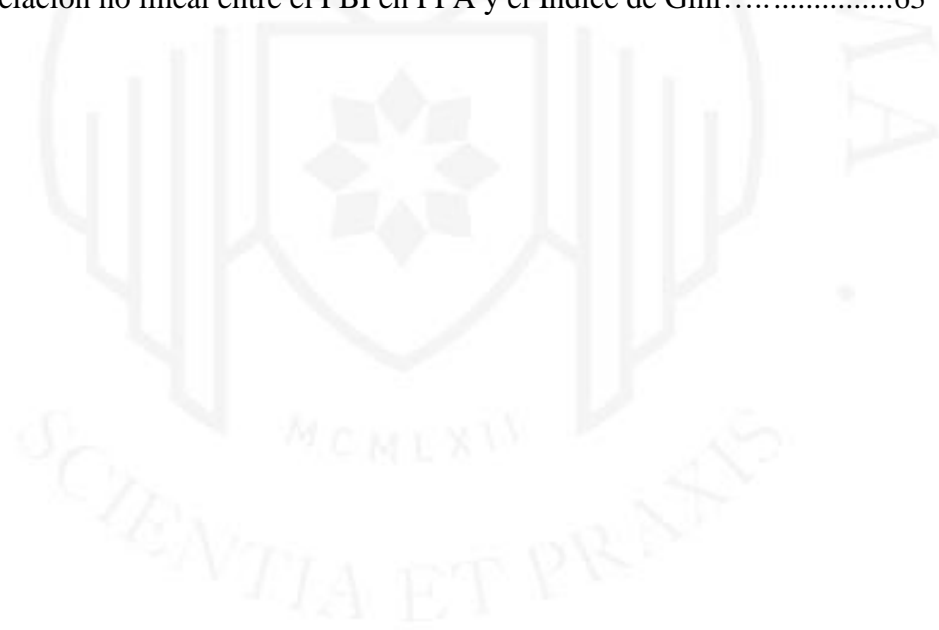 elación no lineal entre el PBI en PPA y el Índice de Gini…..……………63
MCMLXII
SCIENTIA ET PRAXIS